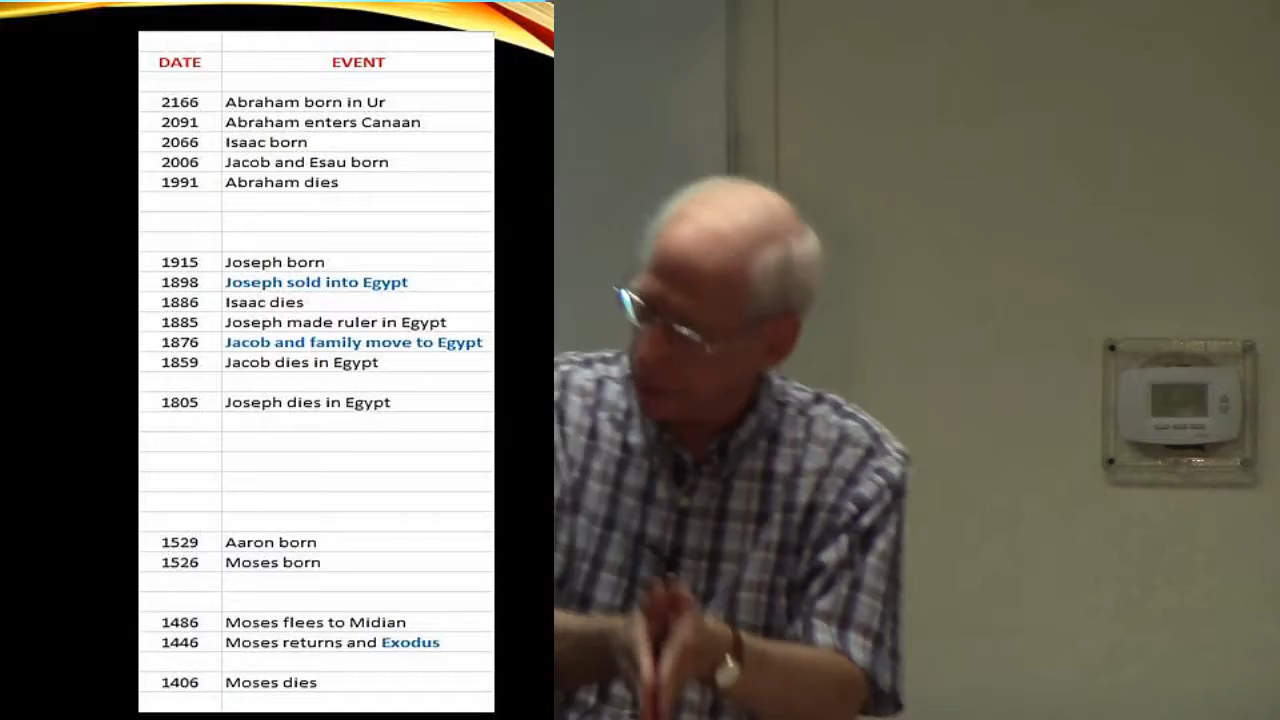 DATE EVENT
2166 Abraham born in Ur
2091 Abraham enters Canaan
2066 Isaac born
2006 Jacob and Esau born
1991 Abraham dies
1915 Joseph born
1898 Joseph sold into Egypt
1886 Isaac dies
1885 Joseph made ruler in Egypt
1876 Jacob and family move to Egypt
1859 Jacob dies in Egypt
1805 Joseph dies in Egypt
1529 Aaron born
1526 Moses born
1486 Moses flees to Midian
1446 Moses returns and Exodus
1406 Moses dies